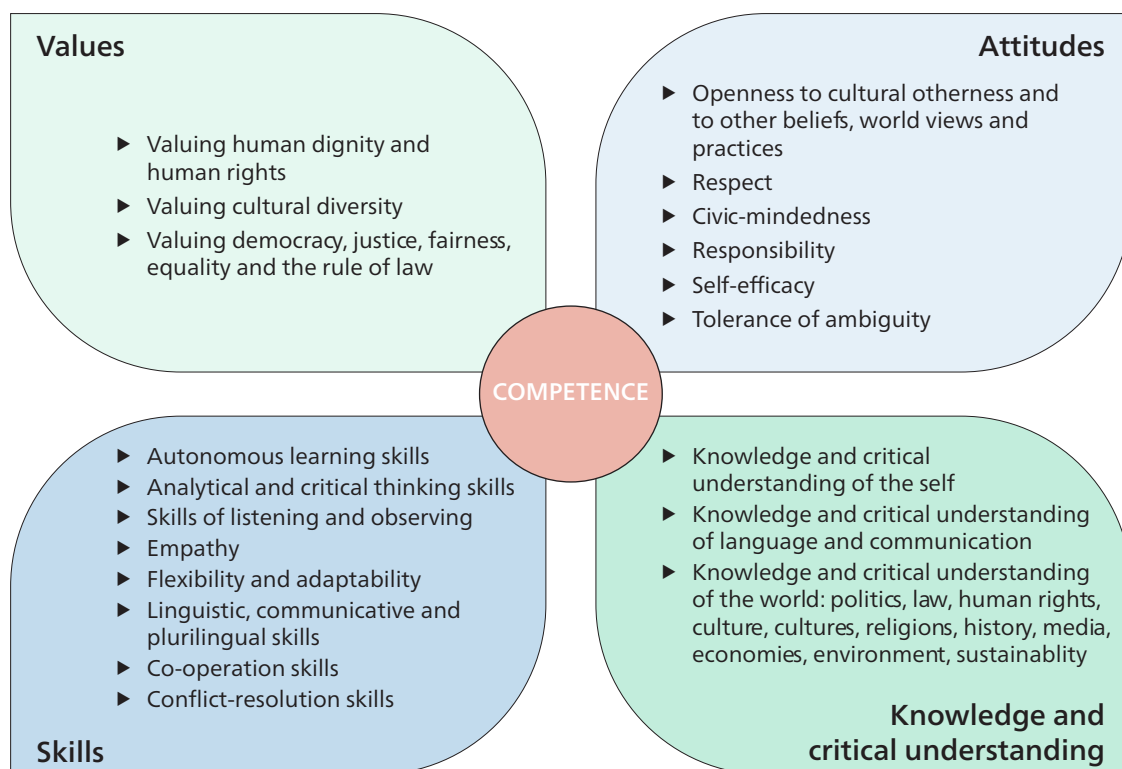 Values
▶ Valuing human dignity and
human rights
▶ Valuing cultural diversity
▶ Valuing democracy, justice, fairness,
equality and the rule of law
Attitudes
▶ Openness to cultural otherness and
to other beliefs, world views and
practices
▶ Respect
▶ Civic-mindedness
▶ Responsibility
▶ Self-efficacy
▶ Tolerance of ambiguity
COMPETENCE
▶ Autonomous learning skills
▶ Analytical and critical thinking skills
▶ Skills of listening and observing
▶ Empathy
▶ Flexibility and adaptability
▶ Linguistic, communicative and
plurilingual skills
▶ Co-operation skills
▶ Conflict-resolution skills
Skills
▶ Knowledge and critical
understanding of the self
▶ Knowledge and critical understanding
of language and communication
▶ Knowledge and critical understanding
of the world: politics, law, human rights,
culture, cultures, religions, history, media,
economies, environment, sustainablity
Knowledge and
critical understanding